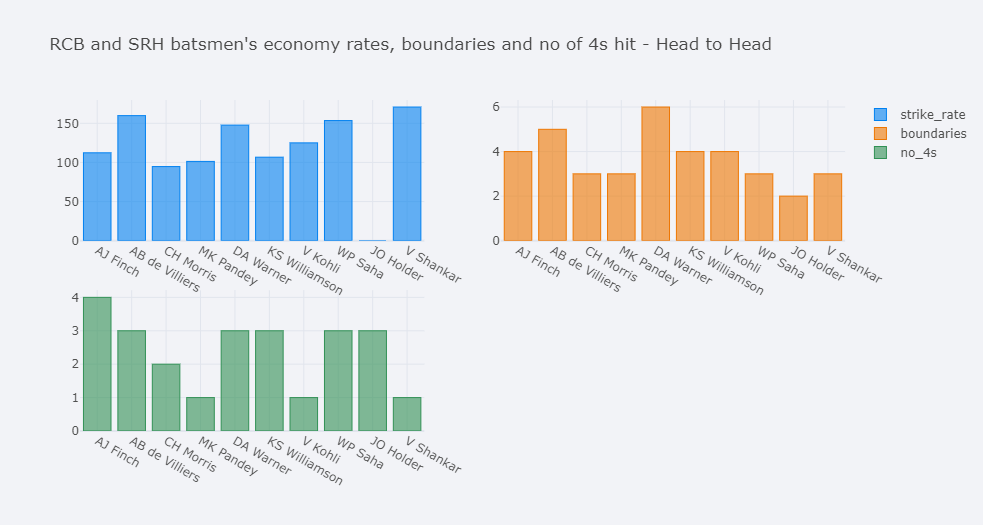 RCB and SRH batsmen's economy rates, boundaries and no of 4s hit - Head to Head
150
100
50
0
AJ Finch
AB de Villiers
CH Morris
MK Pandey
DA Warner
KS Williamson
V Kohli
WP Saha
JO Holder
V Shankar
6
4
2
0
AJ Finch
AB de Villiers
CH Morris
MK Pandey
DA Warner
KS Williamson
V Kohli
WP Saha
JO Holder
V Shankar
strike_rate
boundaries
no_4s
4
3
2
1
0
AJ Finch
AB de Villiers
CH Morris
MK Pandey
DA Warner
KS Williamson
V Kohli
WP Saha
JO Holder
V Shankar